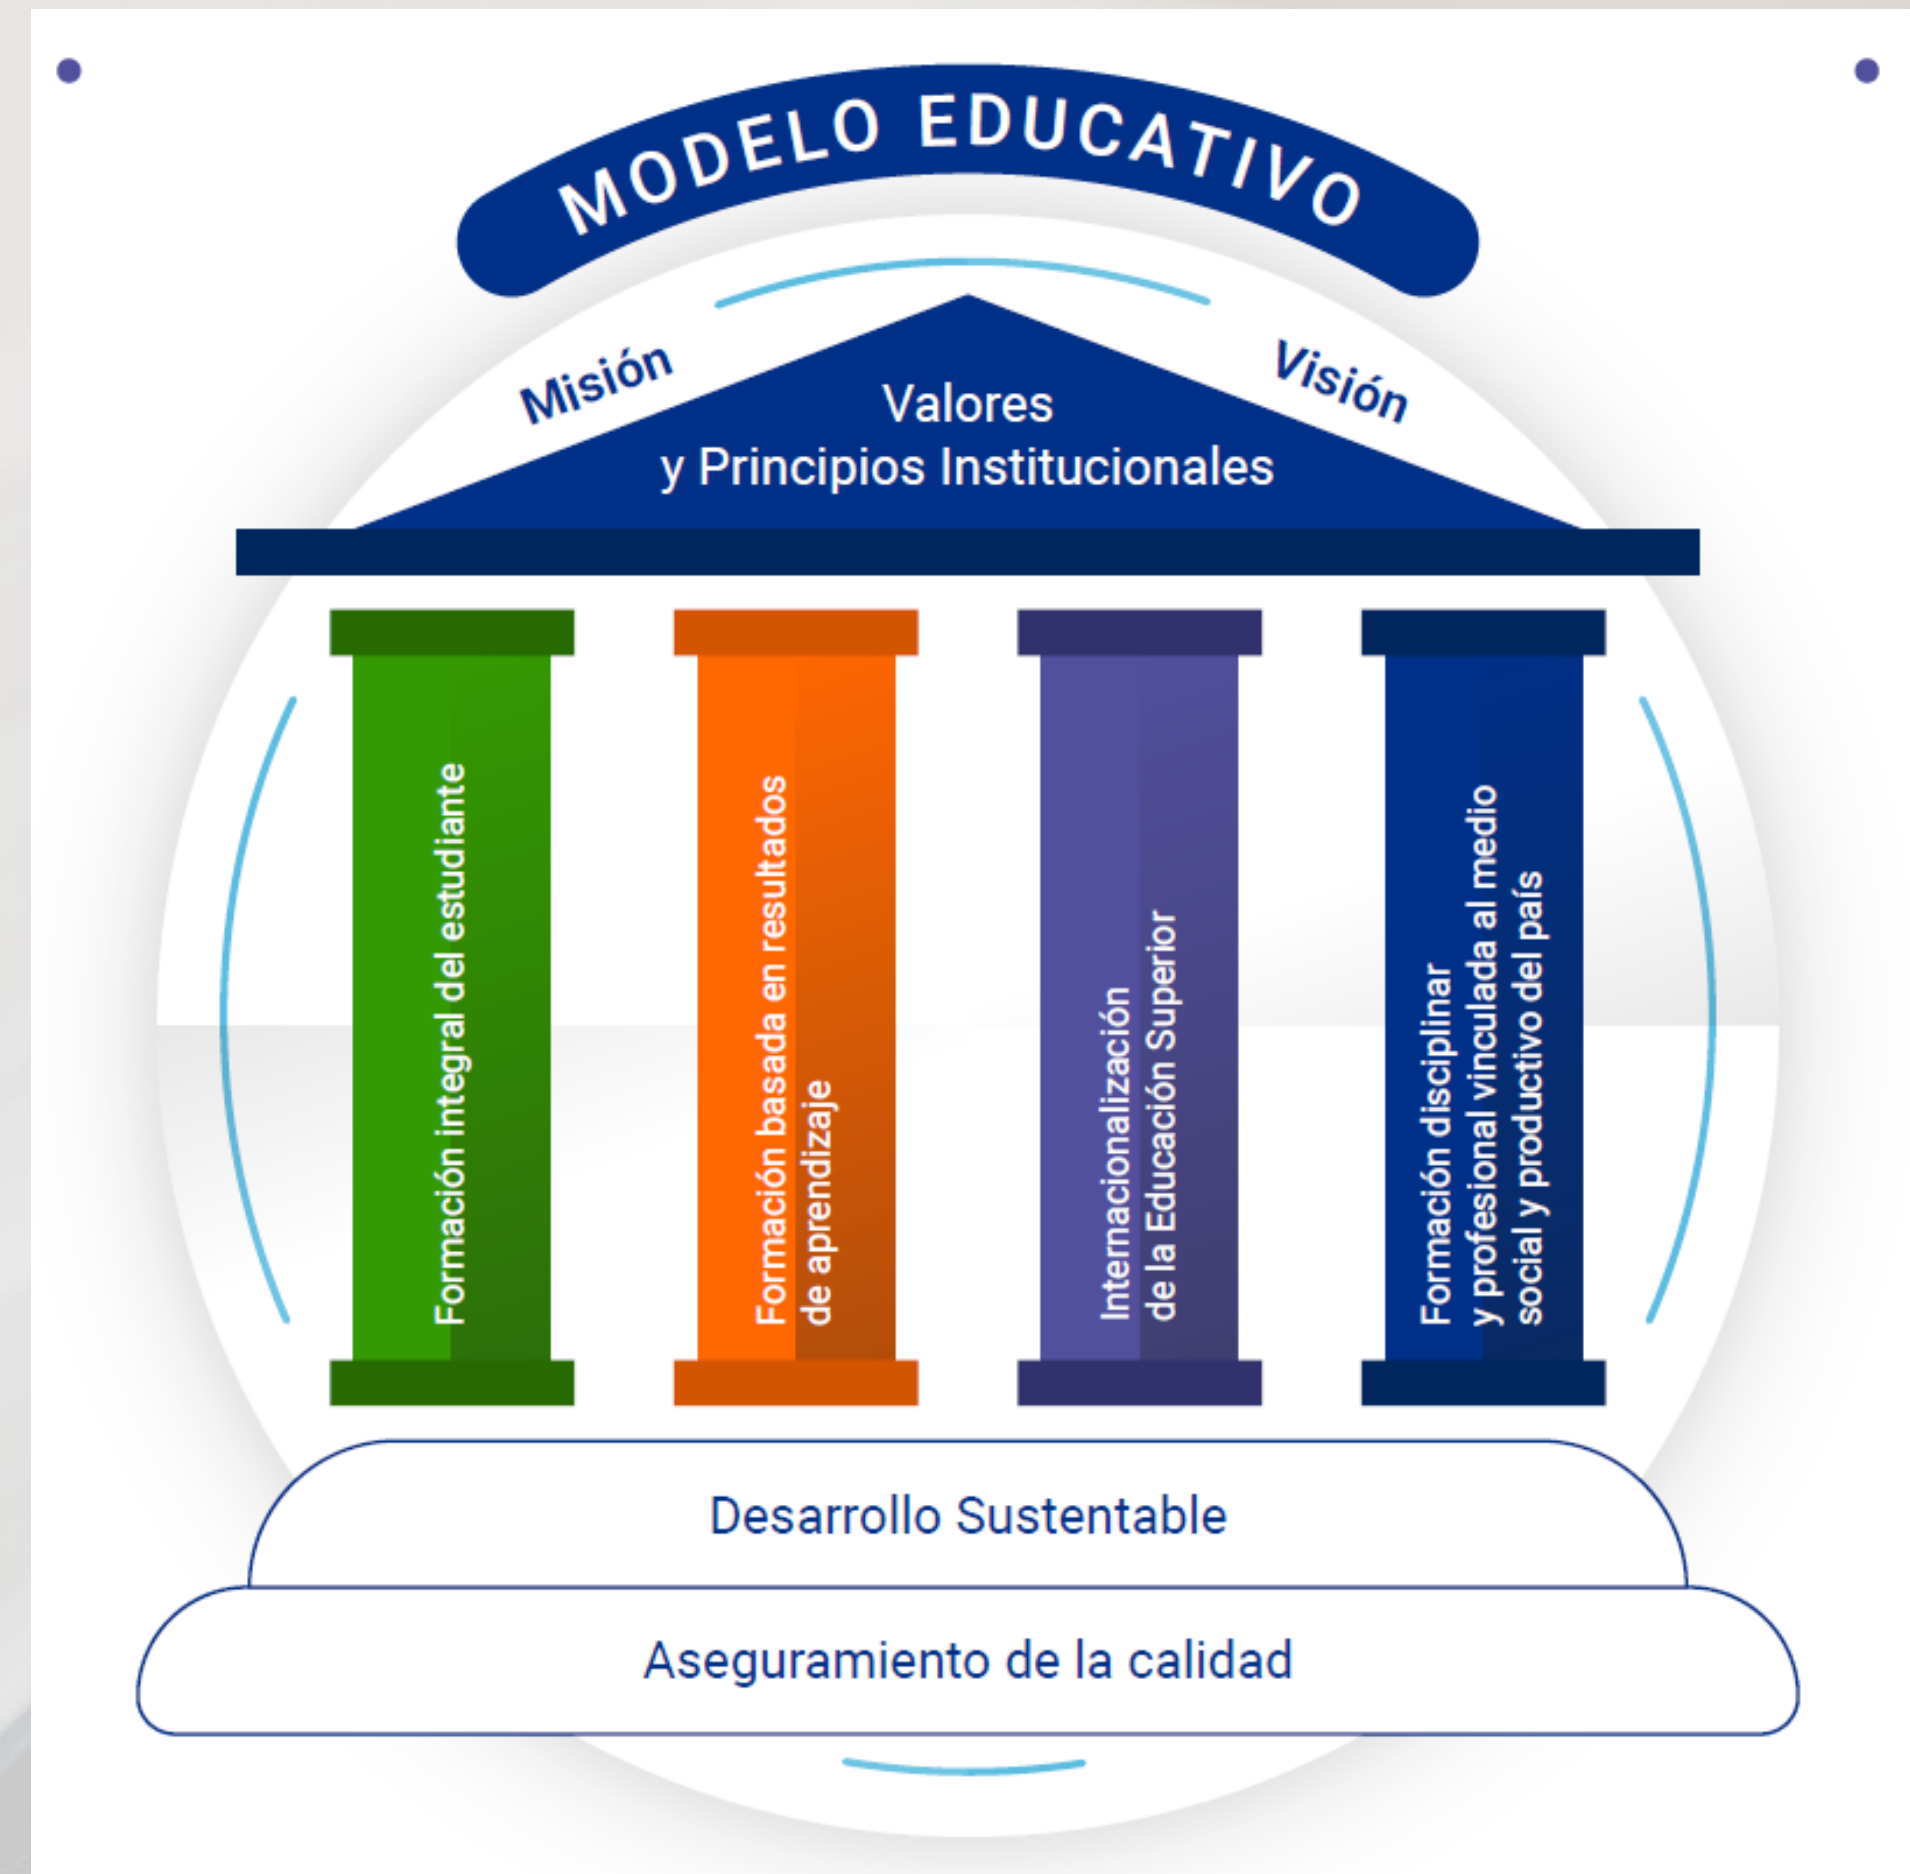 MODELO EDUCATIVO
Misión
Visión
Valores
y Principios Institucionales
Formación integral del estudiante
Formación basada en resultados
de aprendizaje
Internacionalización
de la Educación Superior
Formación disciplinar
y profesional vinculada al medio
social y productivo del país
Desarrollo Sustentable
Aseguramiento de la calidad